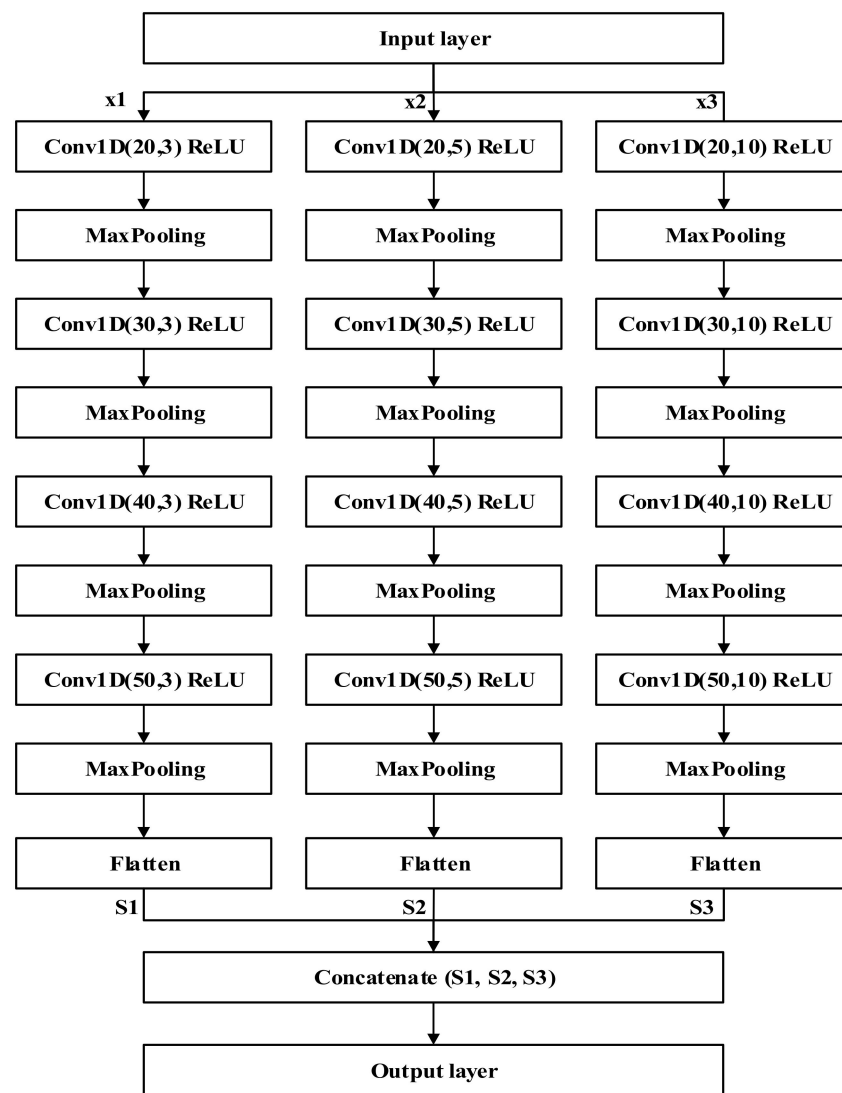 Input layer
x1 x2 x3
Conv1D(20,3) ReLU Conv1D(20,5) ReLU Conv1D(20,10) ReLU
MaxPooling MaxPooling MaxPooling
Conv1D(30,3) ReLU Conv1D(30,5) ReLU Conv1D(30,10) ReLU
MaxPooling MaxPooling MaxPooling
Conv1D(40,3) ReLU Conv1D(40,5) ReLU Conv1D(40,10) ReLU
MaxPooling MaxPooling MaxPooling
Conv1D(50,3) ReLU Conv1D(50,5) ReLU Conv1D(50,10) ReLU
MaxPooling MaxPooling MaxPooling
Flatten Flatten Flatten
S1 S2 S3
Concatenate (S1, S2, S3)
Output layer